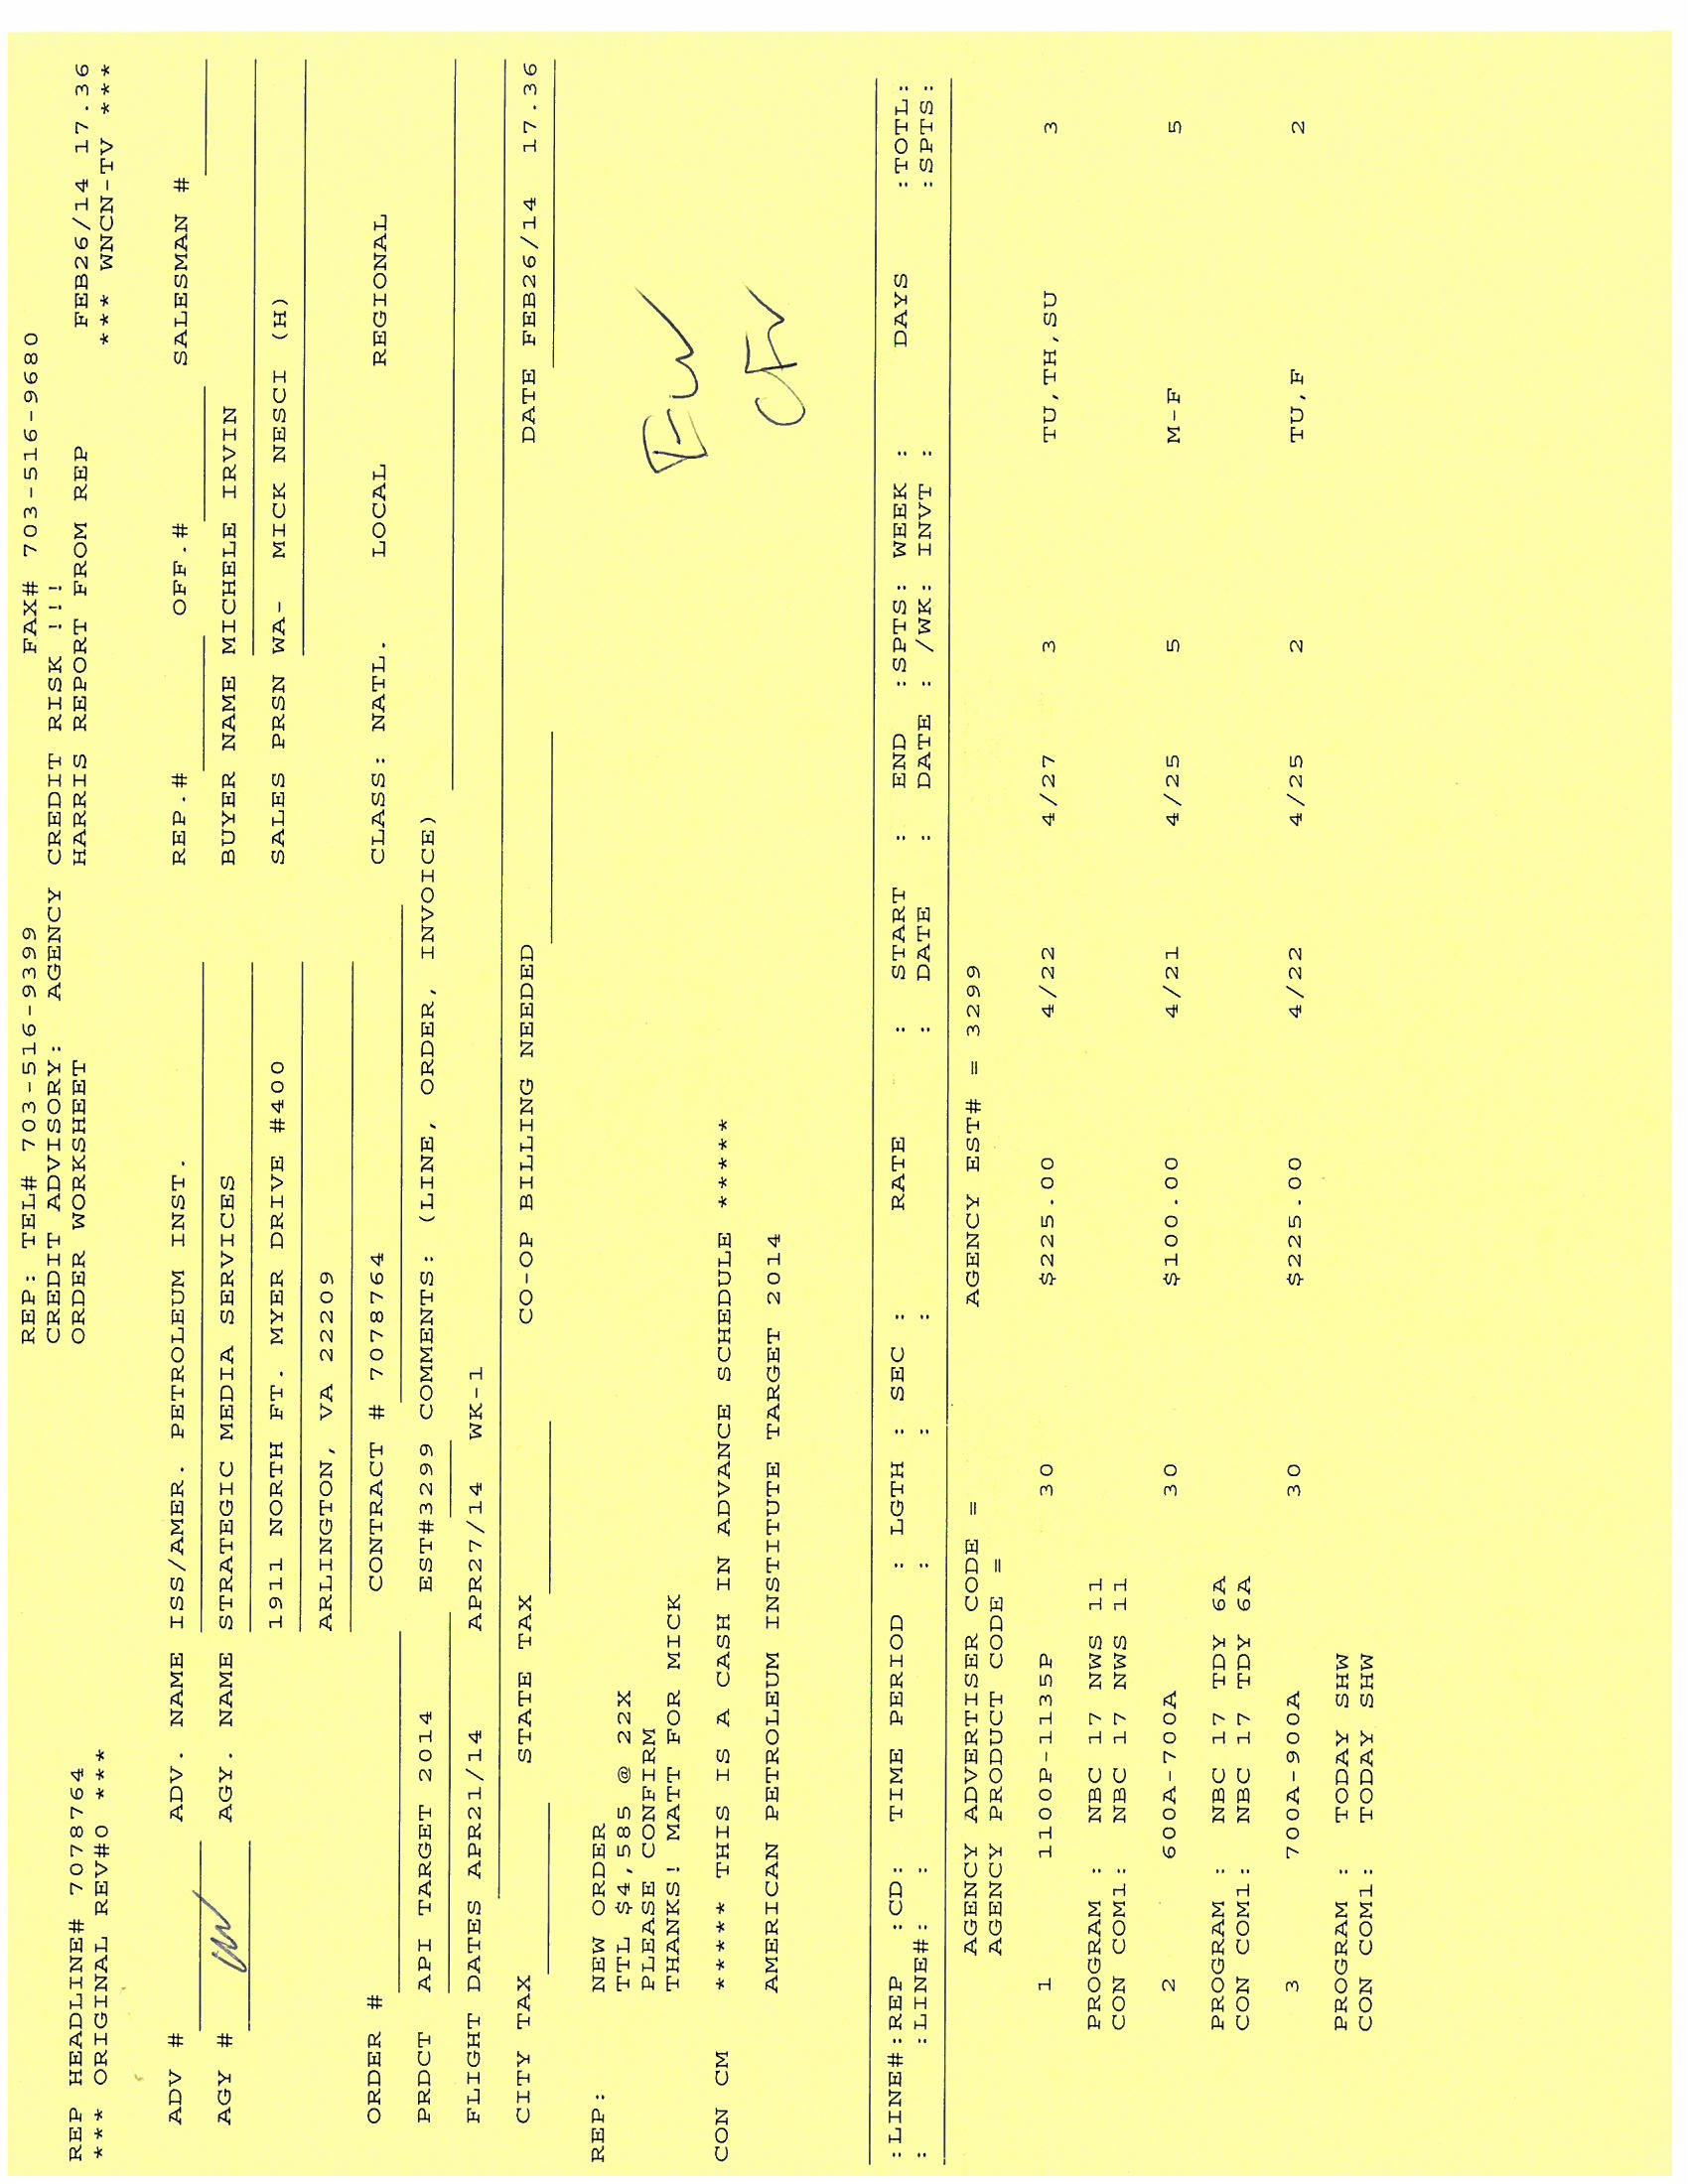 REP: TEL# 703-516-9399 FAX# 703-516-9680
CREDIT ADVISORY: AGENCY CREDIT RISK !!!
REP HEADLINE# 7078764 ORDER WORKSHEET HARRIS REPORT FROM REP FEB26/14 17.36
*** ORIGINAL REV#0 *** *** WNCN-TV ***
ADV # ADV. NAME ISS/AMER. PETROLEUM INST. REP.# OFF.# SALESMAN #
AGY # AGY. NAME STRATEGIC MEDIA SERVICES BUYER NAME MICHELE IRVIN
1911 NORTH FT. MYER DRIVE #400 SALES PRSN WA- MICK NESCI (H)
ARLINGTON, VA 22209
ORDER # CONTRACT # 7078764 CLASS: NATL. LOCAL REGIONAL
PRDCT API TARGET 2014 EST#3299 COMMENTS: (LINE, ORDER, INVOICE)
FLIGHT DATES APR21/14 APR27/14 WK-1
CITY TAX STATE TAX CO-OP BILLING NEEDED DATE FEB26/14 17.36
REP: NEW ORDER
TTL $4,585 @ 22X
PLEASE CONFIRM
THANKS! MATT FOR MICK
CON CM ***** THIS IS A CASH IN ADVANCE SCHEDULE *****
AMERICAN PETROLEUM INSTITUTE TARGET 2014
:LINE#:REP :CD: TIME PERIOD : LGTH : SEC : RATE : START : END :SPTS: WEEK : DAYS :TOTL:
: :LINE#: : : : : DATE : DATE : /WK: INVT : :SPTS:
AGENCY ADVERTISER CODE = AGENCY EST# = 3299
AGENCY PRODUCT CODE =
1 1100P-1135P 30 $225.00 4/22 4/27 3 TU,TH,SU 3
PROGRAM : NBC 17 NWS 11
CON COM1: NBC 17 NWS 11
2 600A-700A 30 $100.00 4/21 4/25 5 M-F 5
PROGRAM : NBC 17 TDY 6A
CON COM1: NBC 17 TDY 6A
3 700A-900A 30 $225.00 4/22 4/25 2 TU,F 2
PROGRAM : TODAY SHW
CON COM1: TODAY SHW